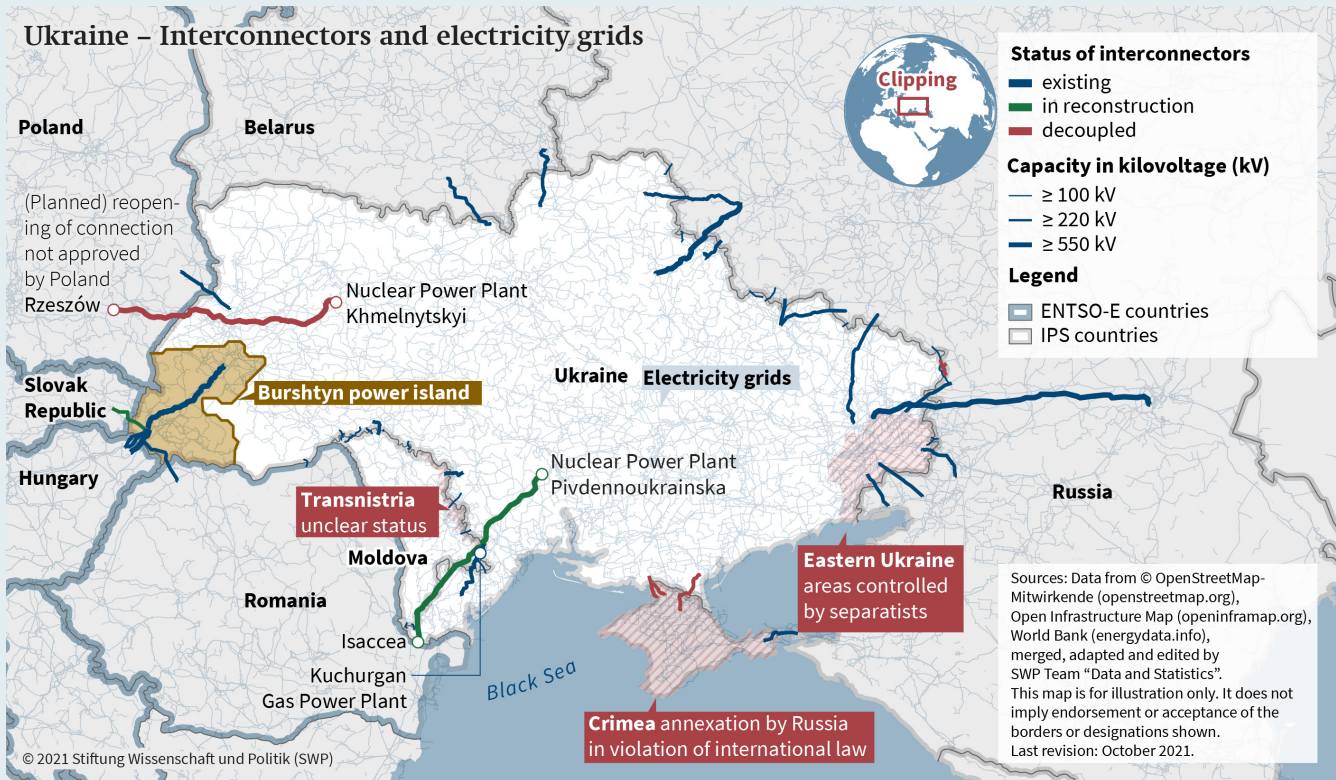 Ukraine – Interconnectors and electricity grids
Clipping
Status of interconnectors
existing
in reconstruction
decoupled
Capacity in kilovoltage (kV)
≥ 100 kV
≥ 220 kV
≥ 550 kV
Legend
ENTSO-E countries
IPS countries
Poland
Belarus
(Planned) reopen-
ing of connection
not approved
by Poland
Rzeszów
Nuclear Power Plant
Khmelnytskyi
Slovak
Republic
Burshtyn power island
Ukraine
Electricity grids
Hungary
Nuclear Power Plant
Pivdennoukrainska
Russia
Transnistria
unclear status
Moldova
Romania
Isaccea
Kuchurgan
Gas Power Plant
Black Sea
Eastern Ukraine
areas controlled
by separatists
Crimea annexation by Russia
in violation of international law
Sources: Data from © OpenStreetMap-
Mitwirkende (openstreetmap.org),
Open Infrastructure Map (openinframap.org),
World Bank (energydata.info),
merged, adapted and edited by
SWP Team “Data and Statistics”.
This map is for illustration only. It does not
imply endorsement or acceptance of the
borders or designations shown.
Last revision: October 2021.
© 2021 Stiftung Wissenschaft und Politik (SWP)